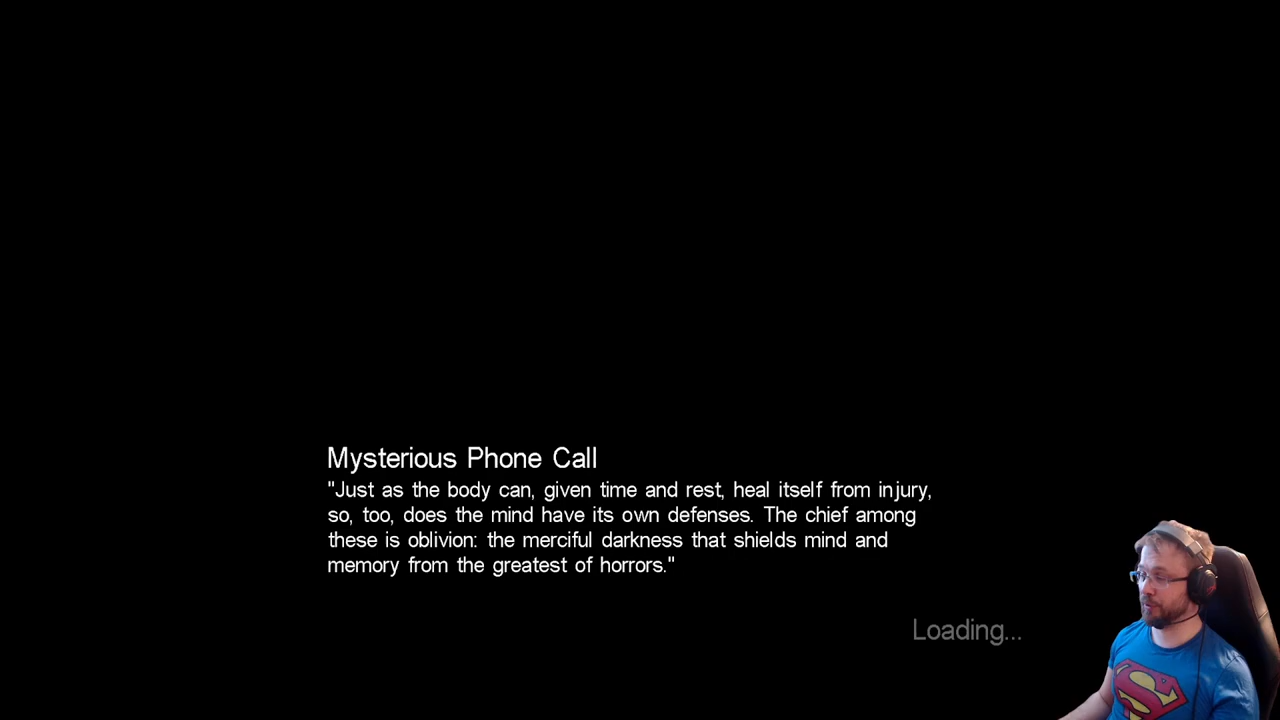 Mysterious Phone Call
"Just as the body can, given time and rest, heal itself from injury,
so, too, does the mind have its own defenses. The chief among
these is oblivion: the merciful darkness that shields mind and
memory from the greatest of horrors."
Loading...